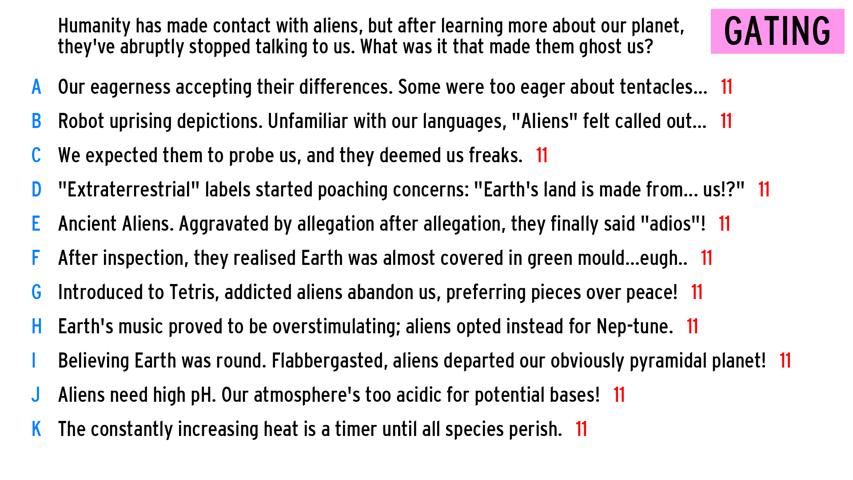 Humanity has made contact with aliens, but after learning more about our planet,
they've abruptly stopped talking to us. What was it that made them ghost us?
GATING
A Our eagerness accepting their differences. Some were too eager about tentacles... 11
B Robot uprising depictions. Unfamiliar with our languages, "Aliens" felt called out... 11
C We expected them to probe us, and they deemed us freaks. 11
D "Extraterrestrial" labels started poaching concerns: "Earth's land is made from... us!?" 11
E Ancient Aliens. Aggravated by allegation after allegation, they finally said "adios"! 11
F After inspection, they realised Earth was almost covered in green mould...eugh.. 11
G Introduced to Tetris, addicted aliens abandon us, preferring pieces over peace! 11
H Earth's music proved to be overstimulating; aliens opted instead for Nep-tune. 11
I Believing Earth was round. Flabbergasted, aliens departed our obviously pyramidal planet! 11
J Aliens need high pH. Our atmosphere's too acidic for potential bases! 11
K The constantly increasing heat is a timer until all species perish. 11